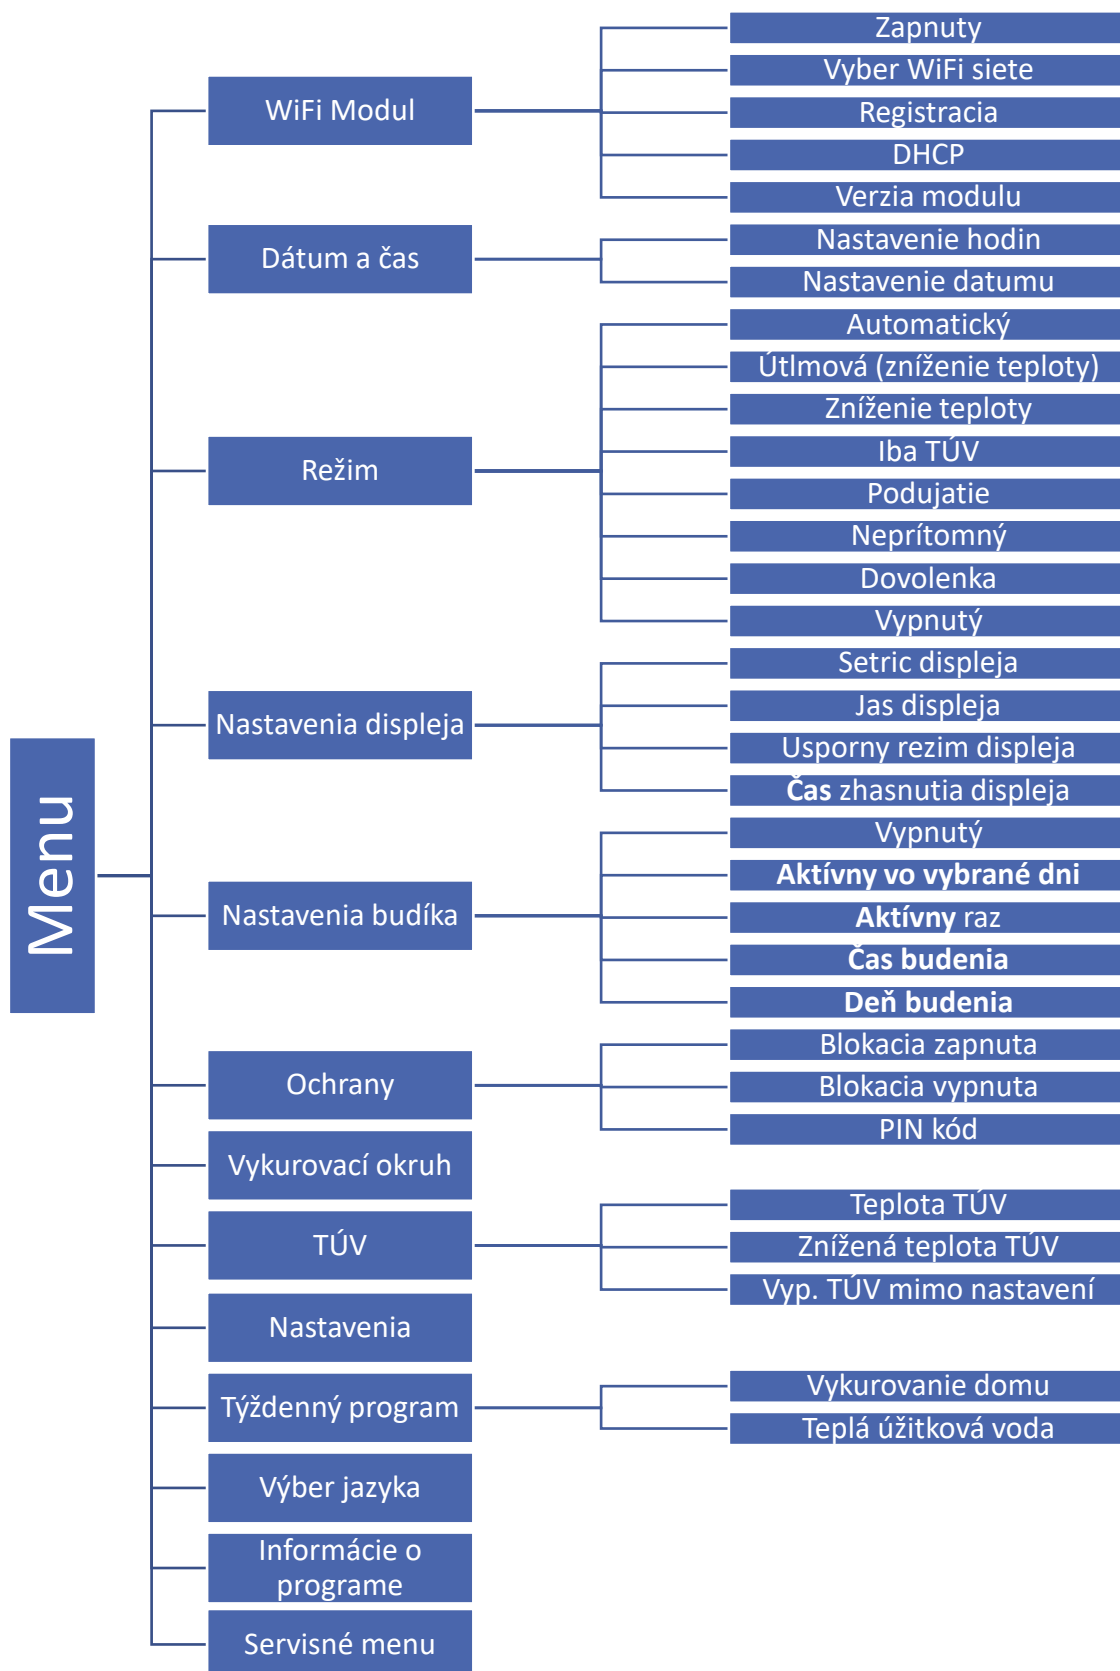 Menu
WiFi Modul
Zapnuty
Vyber WiFi siete
Registracia
DHCP
Verzia modulu
Dátum a čas
Nastavenie hodin
Nastavenie datumu
Režim
Automatický
Útlmová (zníženie teploty)
Zníženie teploty
Iba TÚV
Podujatie
Neprítomný
Dovolenka
Vypnutý
Nastavenia displeja
Setric displeja
Jas displeja
Usporny rezim displeja
Čas zhasnutia displeja
Nastavenia budíka
Vypnutý
Aktívny vo vybrané dni
Aktívny raz
Čas budenia
Deň budenia
Ochrany
Blokacia zapnuta
Blokacia vypnuta
PIN kód
Vykurovací okruh
TÚV
Teplota TÚV
Znížená teplota TÚV
Vyp. TÚV mimo nastavení
Nastavenia
Týždenný program
Vykurovanie domu
Teplá úžitková voda
Výber jazyka
Informácie o
programe
Servisné menu